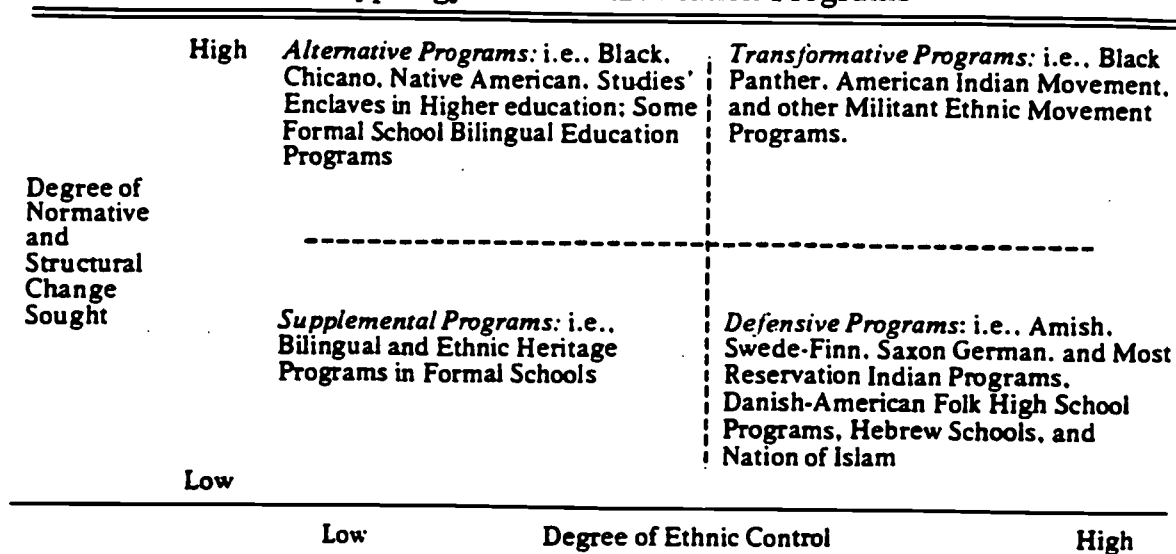 Programs
High
Alternative Programs: i.e.. Black.
Chicano. Native American. Studies'
Enclaves in Higher education: Some
Formal School Bilingual Education
Programs
Transformative Programs: i.e.. Black
Panther. American Indian Movement.
and other Militant Ethnic Movement
Programs.
Degree of
Normative
and
Structural
Change
Sought
Supplemental Programs: i.e..
Bilingual and Ethnic Heritage
Programs in Formal Schools
Defensive Programs: i.e.. Amish.
Swede-Finn. Saxon German. and Most
Reservation Indian Programs.
Danish-American Folk High School
Programs, Hebrew Schools, and
Nation of Islam
Low
Low
Degree of Ethnic Control
High